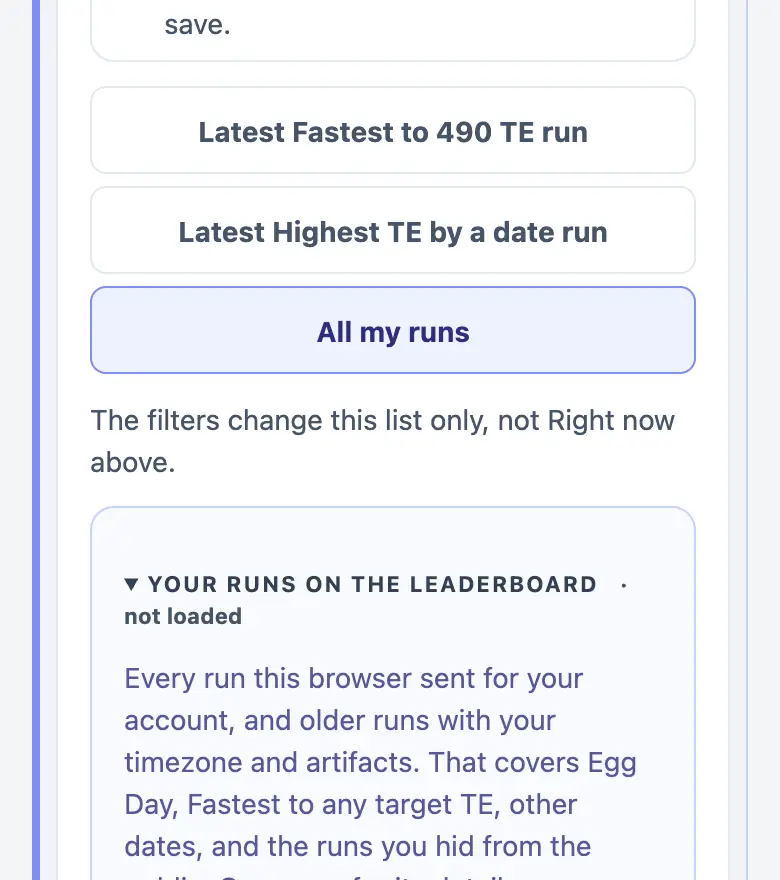 save.
Latest Fastest to 490 TE run
Latest Highest TE by a date run
All my runs
The filters change this list only, not Right now
above.
▼ YOUR RUNS ON THE LEADERBOARD ·
not loaded
Every run this browser sent for your
account, and older runs with your
timezone and artifacts. That covers Egg
Day, Fastest to any target TE, other
dates, and the runs you hid from the